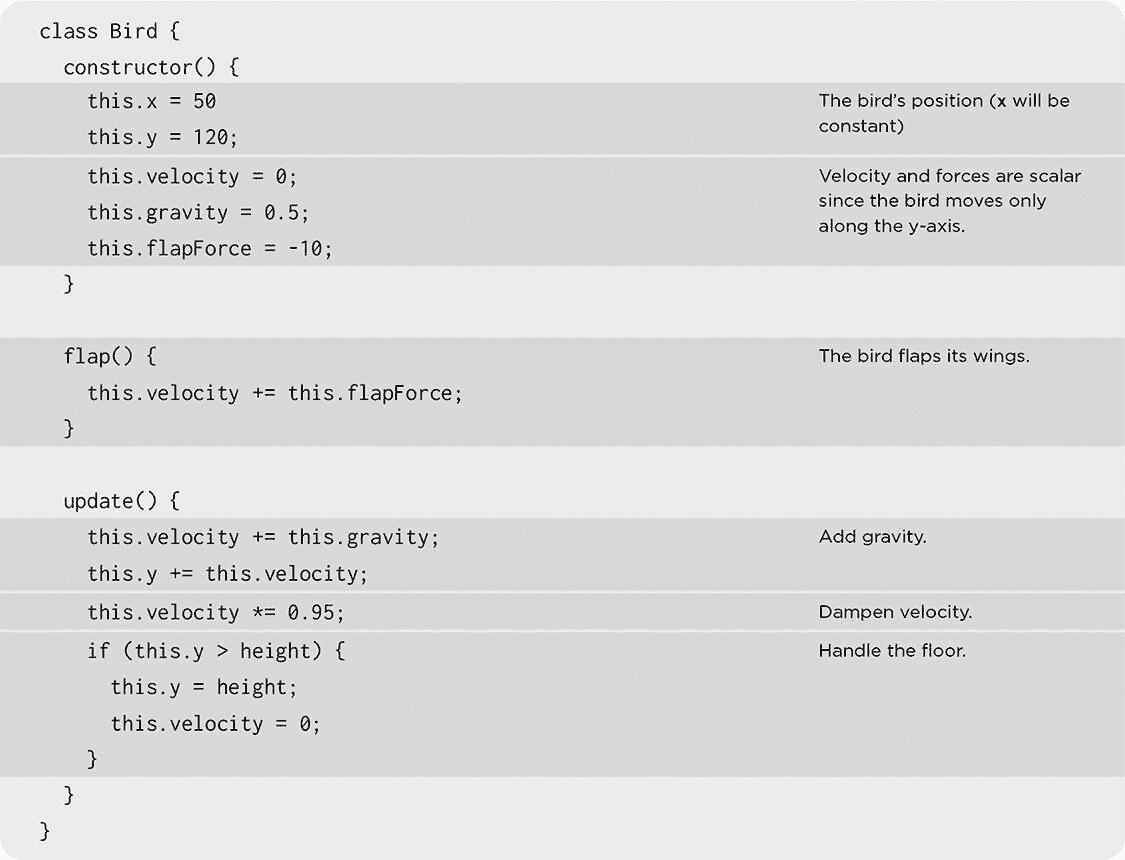 class Bird {
constructor() {
this.x = 50
The bird’s position (x will be
constant)
this.y = 120;
this.velocity = 0;
Velocity and forces are scalar
since the bird moves only
along the y-axis.
this.gravity = 0.5;
this.flapForce = -10;
}
flap() {
The bird flaps its wings.
this.velocity += this.flapForce;
}
update() {
this.velocity += this.gravity;
Add gravity.
this.y += this.velocity;
this.velocity *= 0.95;
Dampen velocity.
if (this.y > height) {
Handle the floor.
this.y = height;
this.velocity = 0;
}
}
}